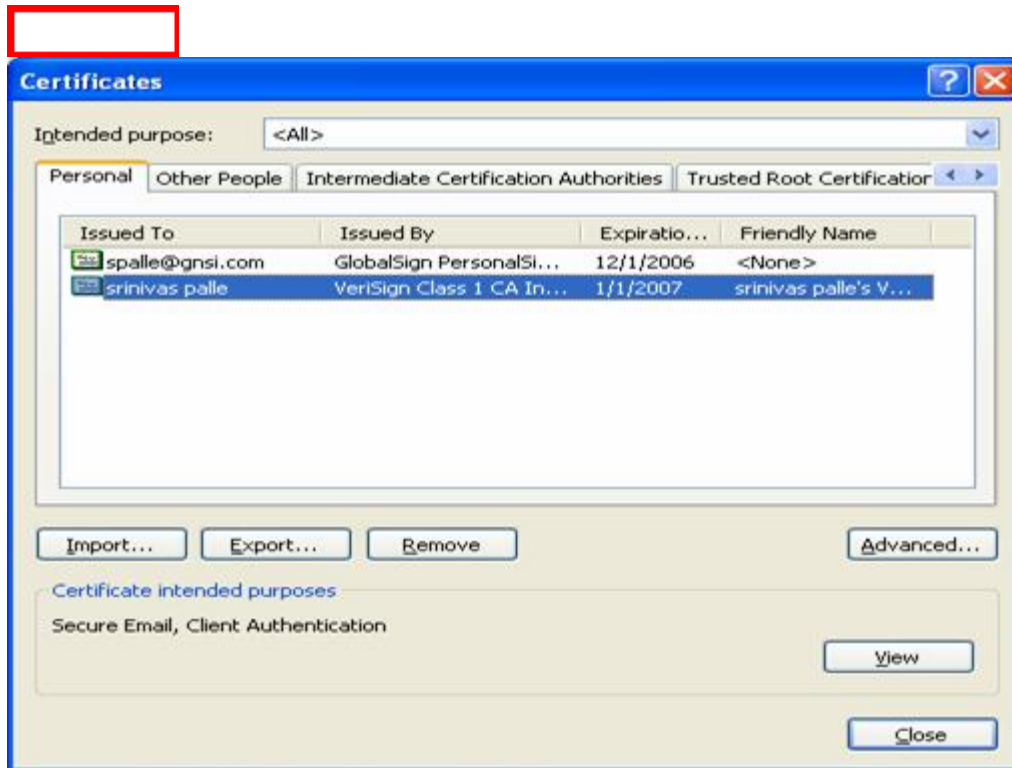 Certificates
Intended purpose: <All>
Personal Other People Intermediate Certification Authorities Trusted Root Certification
Issued To Issued By Expiratio... Friendly Name
spalle@gnsi.com GlobalSign PersonalSi... 12/1/2006 <None>
srinivas palle VeriSign Class 1 CA In... 1/1/2007 srinivas palle's V...
Import... Export... Remove Advanced...
Certificate intended purposes
Secure Email, Client Authentication
View
Close